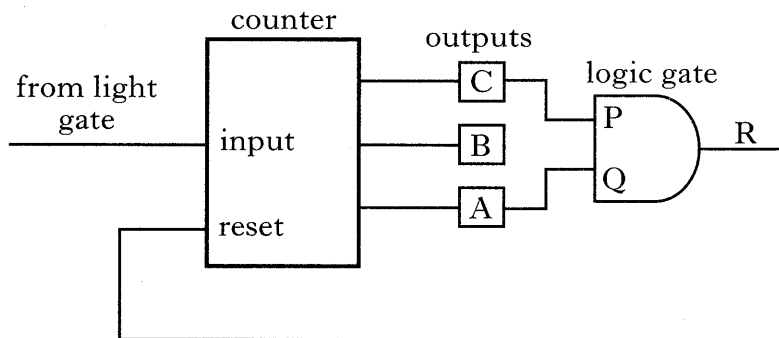 counter
outputs
logic gate
from light
gate
input
reset
C
B
A
P
Q
R